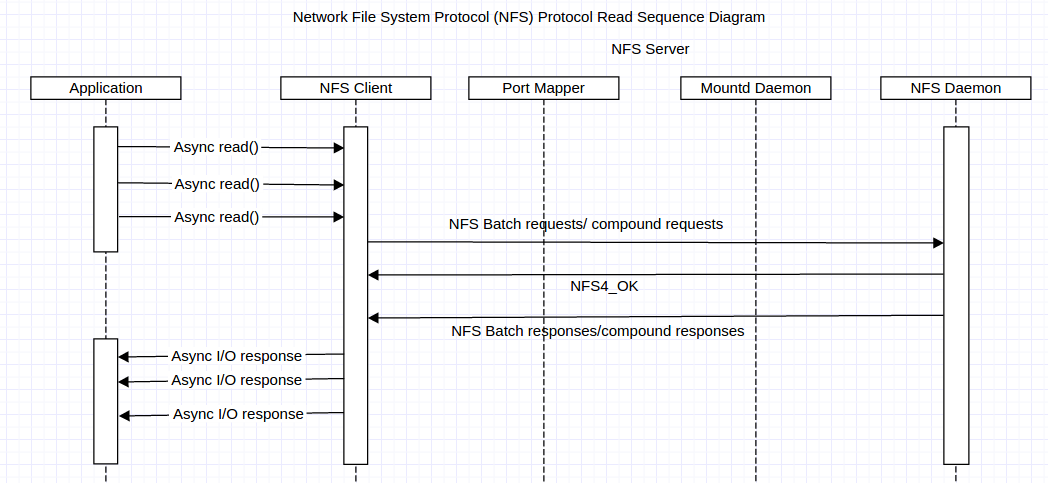 Network File System Protocol (NFS) Protocol Read Sequence Diagram
NFS Server
Application
NFS Client
Port Mapper
Mountd Daemon
NFS Daemon
Async read()
Async read()
Async read()
NFS Batch requests/ compound requests
NFS4_OK
NFS Batch responses/compound responses
Async I/O response
Async I/O response
Async I/O response